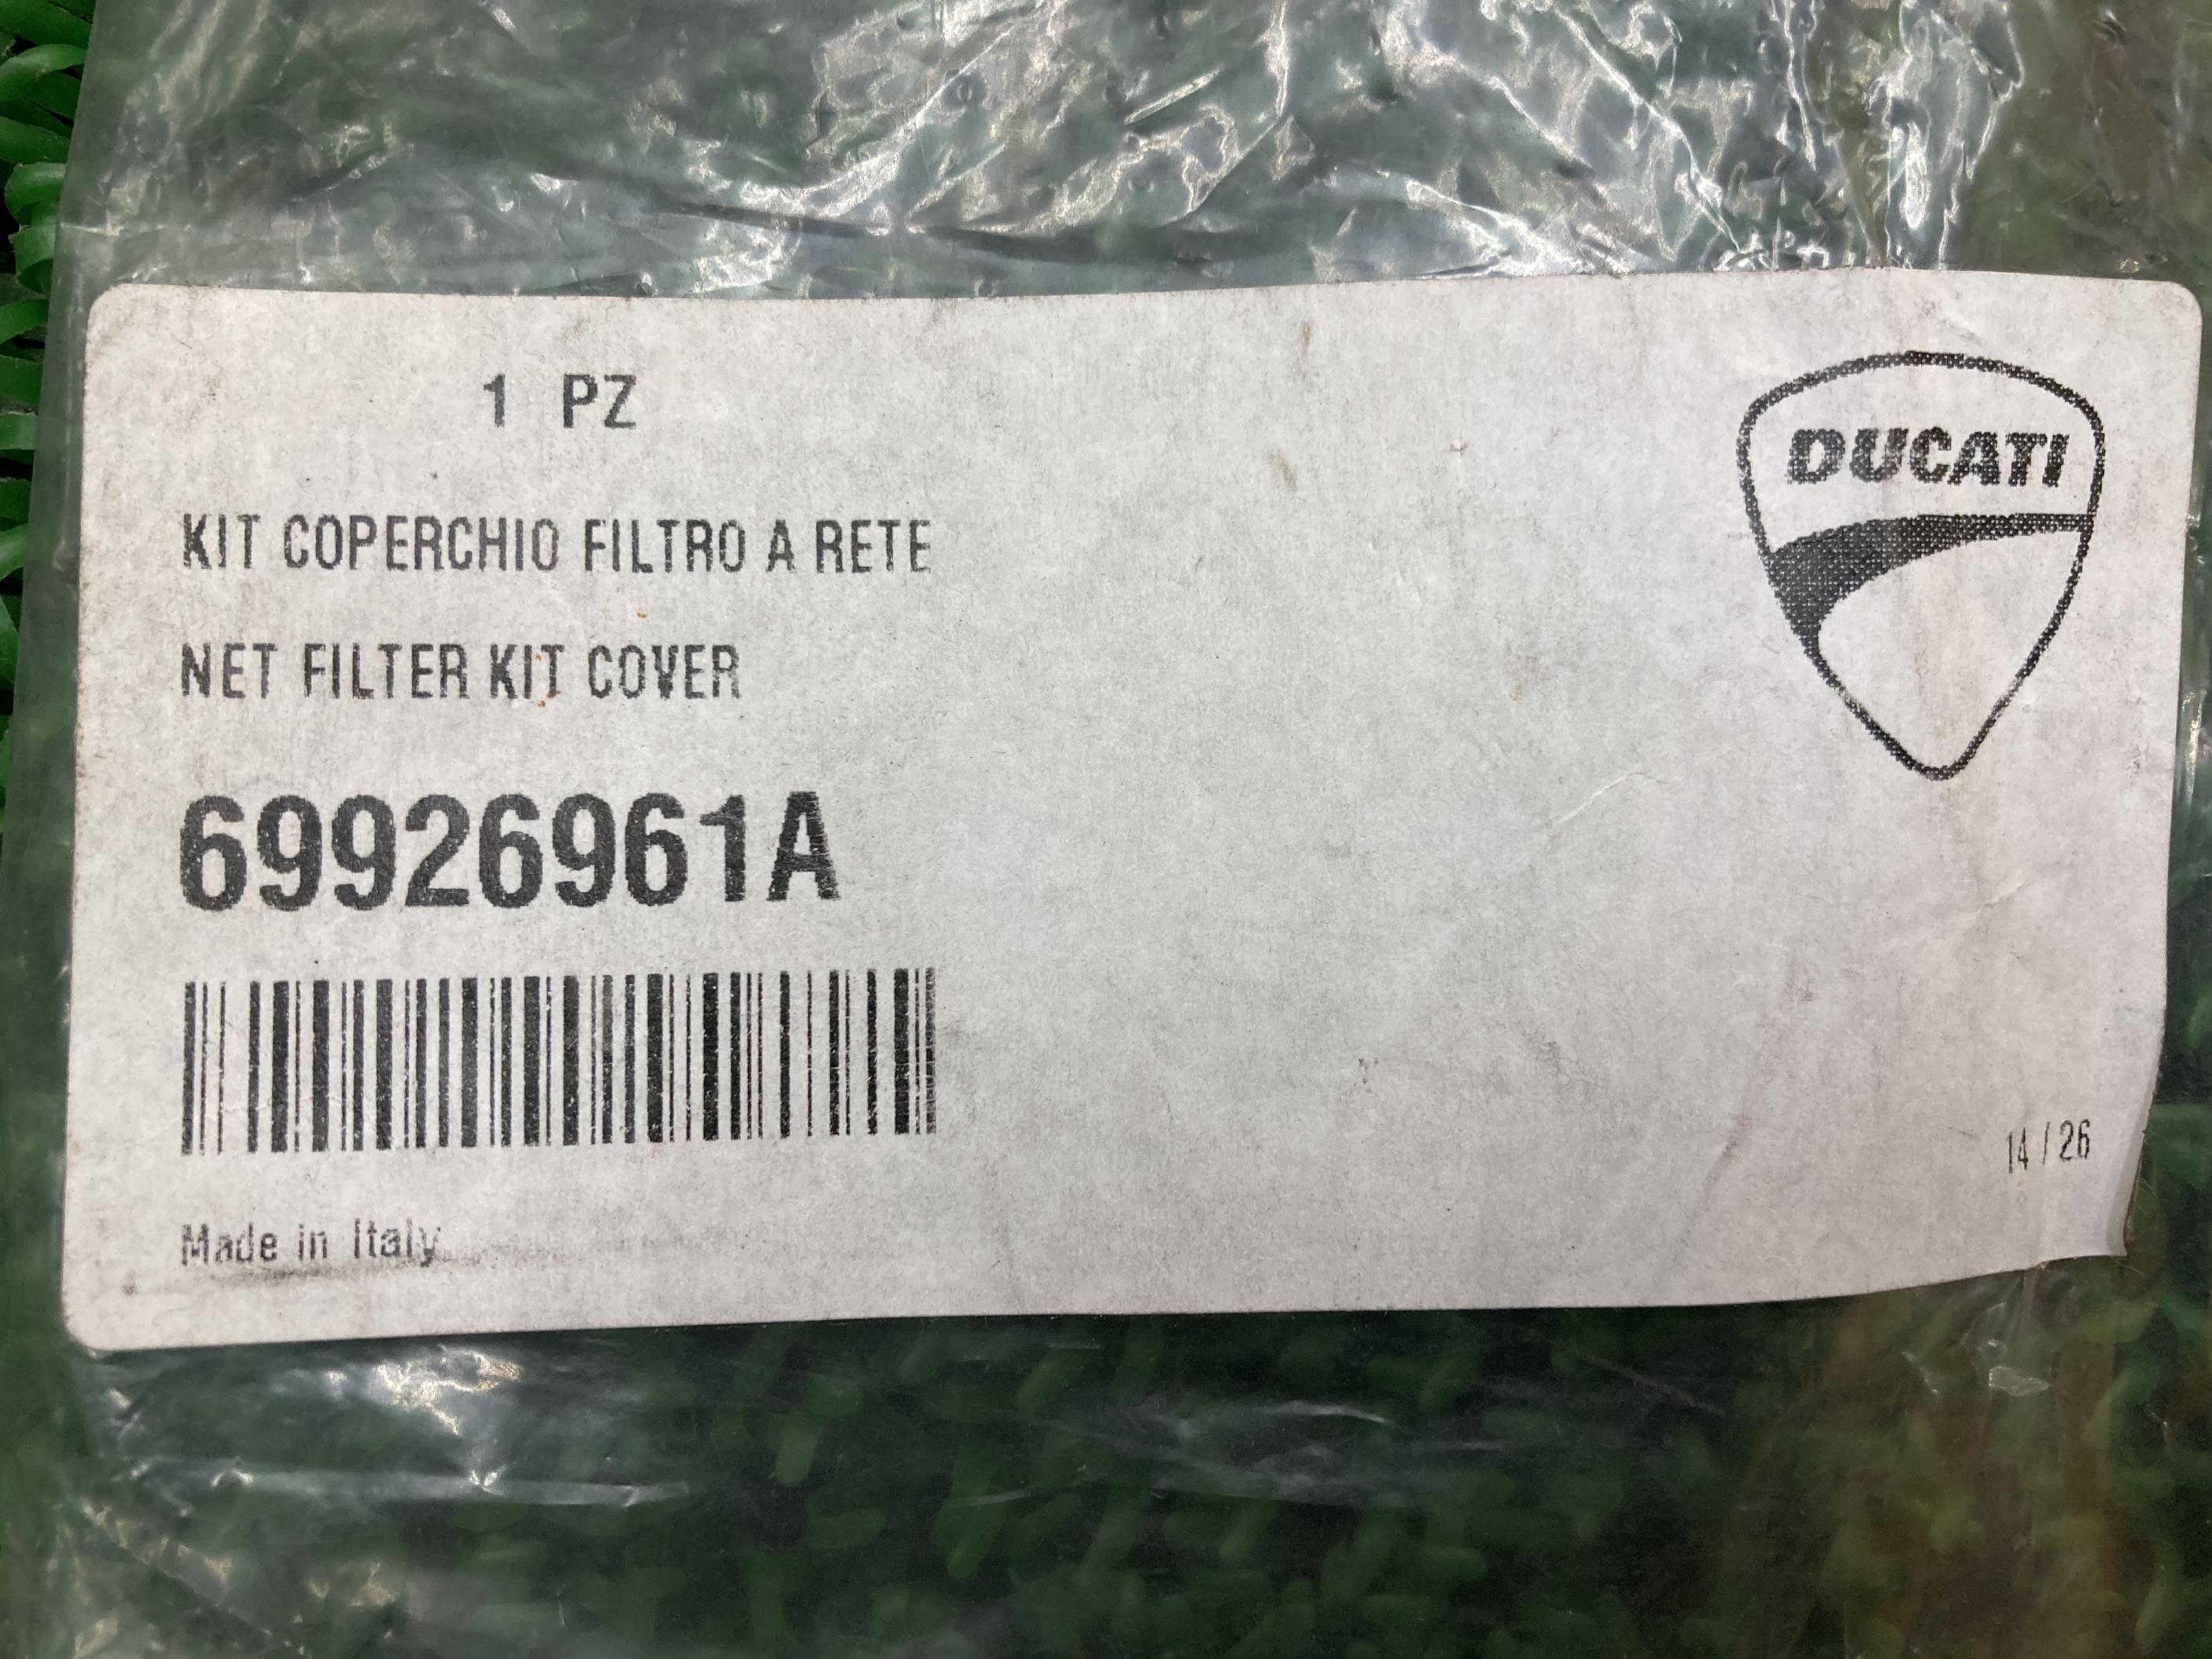 1 PZ
DUCATI
KIT COPERCHIO FILTRO A RETE
NET FILTER KIT COVER
69926961A
14/26
Made in Italy